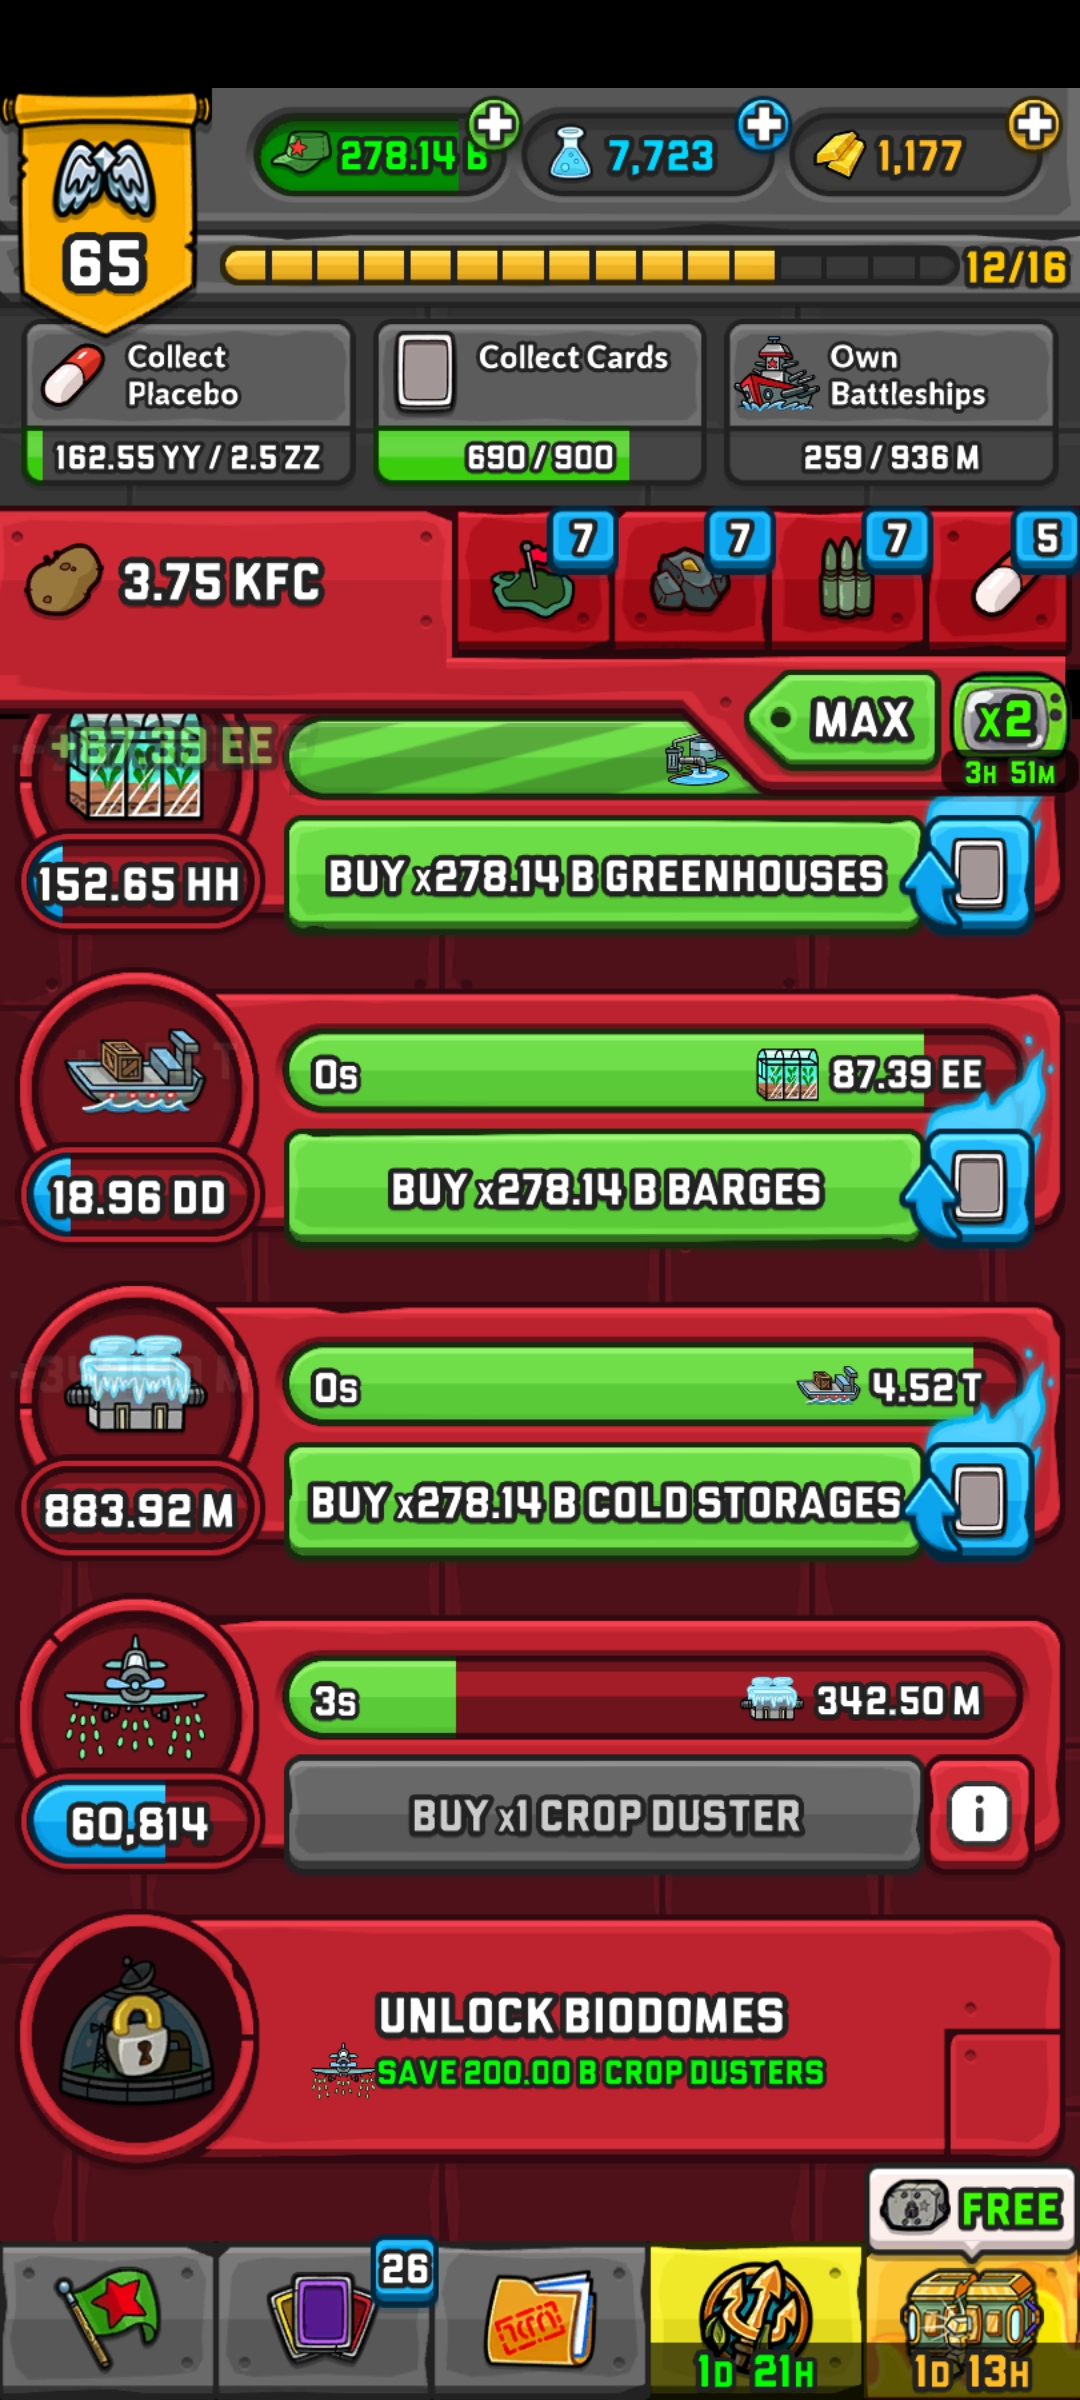 278.14 B
7,723
1,177
65
12/16
Collect
Placebo
162.55 YY / 2.5 ZZ
Collect Cards
690/900
Own
Battleships
259/936 M
3.75 KFC
7
7
7
5
MAX
x2
3H 51M
+87.39 EE
152.65 HH
BUY x278.14 B GREENHOUSES
0s
87.39 EE
18.96 DD
BUY x278.14 B BARGES
0s
4.52 T
883.92 M
BUY x278.14 B COLD STORAGES
3s
342.50 M
60,814
BUY x1 CROP DUSTER
i
UNLOCK BIODOMES
SAVE 200.00 B CROP DUSTERS
FREE
26
1D 21H
1D 13H